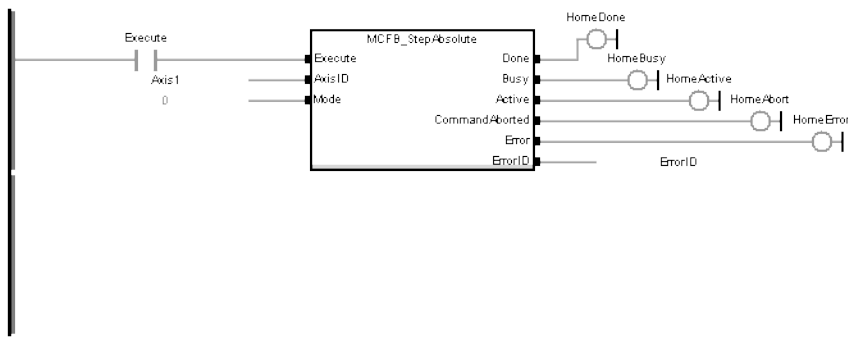 HomeDone
Execute
MCFB_StepAbsolute
Execute
Done
HomeBusy
Axis1
AxisID
Busy
HomeActive
0
Mode
Active
HomeAbort
CommandAborted
HomeError
Error
ErrorID
ErrorID